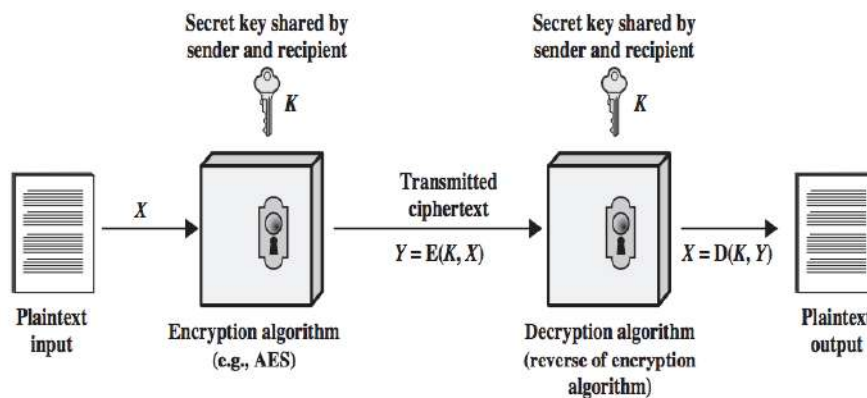 Secret key shared by
sender and recipient
K
Secret key shared by
sender and recipient
K
X
Transmitted
ciphertext
Y = E(K, X)
X = D(K, Y)
Plaintext
input
Encryption algorithm
(e.g., AES)
Decryption algorithm
(reverse of encryption
algorithm)
Plaintext
output